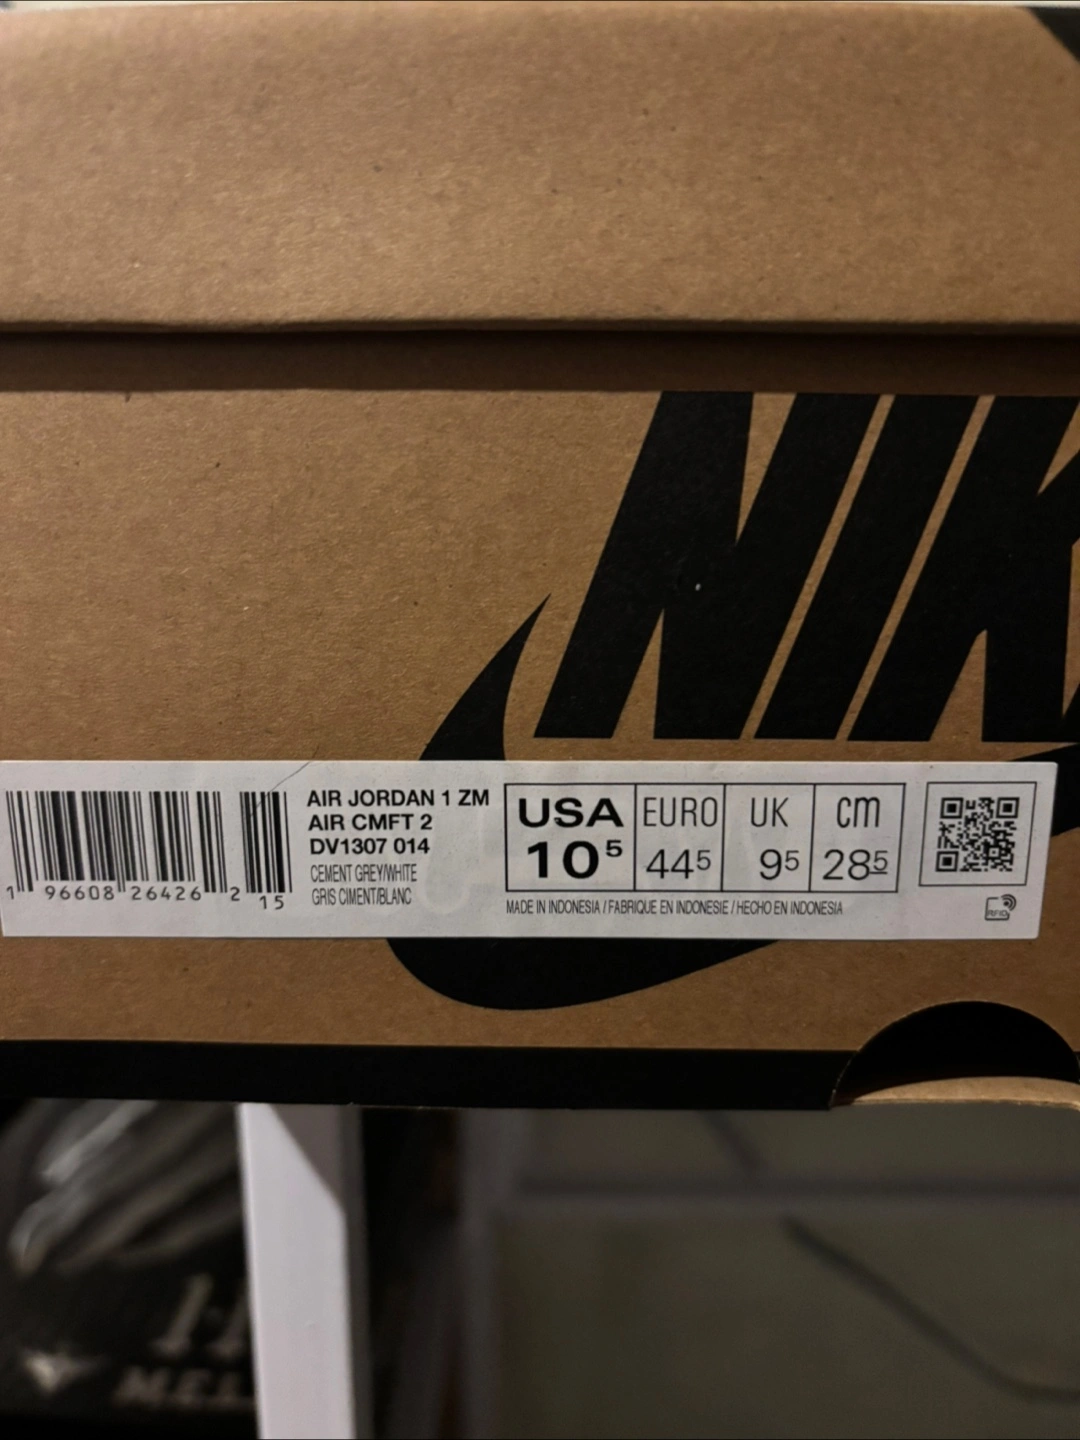 NIK
AIR JORDAN 1 ZM
AIR CMFT 2
DV1307 014
CEMENT GREY/WHITE
GRIS CIMENT/BLANC
1 96608 26426 2 15
USA EURO UK cm
10⁵ 44⁵ 9⁵ 28⁵
MADE IN INDONESIA / FABRIQUE EN INDONESIE / HECHO EN INDONESIA
RFID